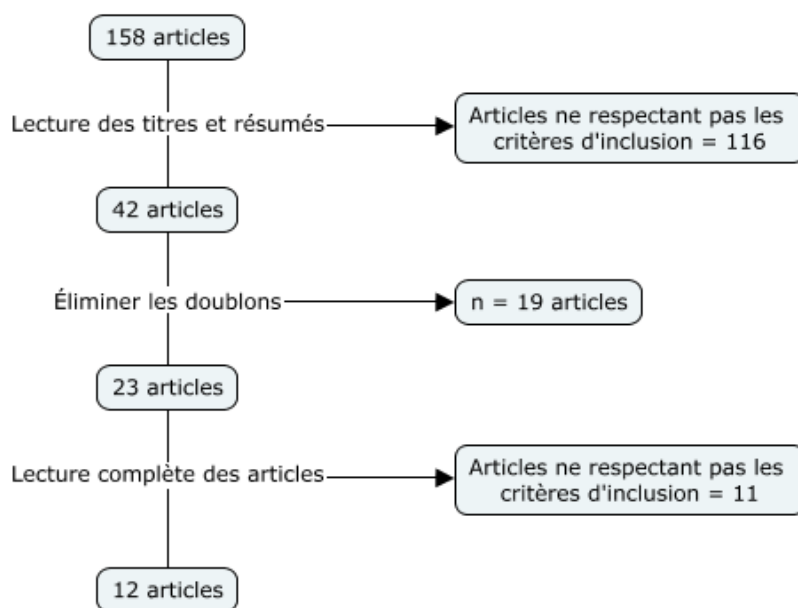 158 articles
Lecture des titres et résumés
Articles ne respectant pas les
critères d'inclusion = 116
42 articles
Éliminer les doublons
n = 19 articles
23 articles
Lecture complète des articles
Articles ne respectant pas les
critères d'inclusion = 11
12 articles